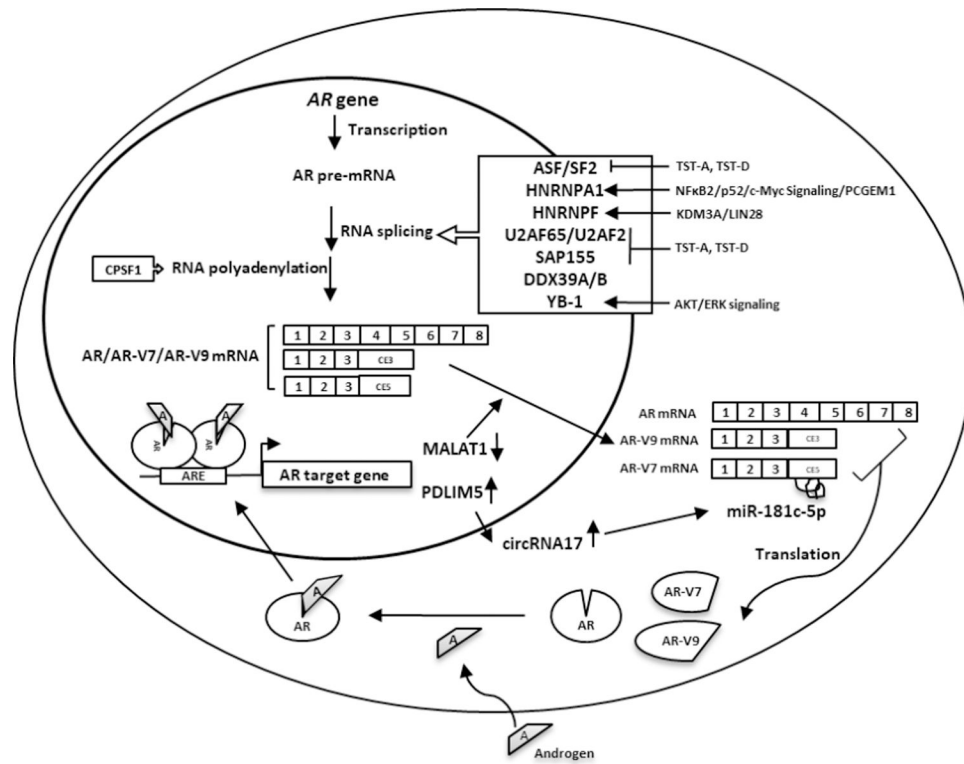 AR gene
Transcription
AR pre-mRNA
RNA splicing
CPSF1
RNA polyadenylation
ASF/SF2
TST-A, TST-D
HNRNPA1
NFκB2/p52/c-Myc Signaling/PCGEM1
HNRNPF
KDM3A/LIN28
U2AF65/U2AF2
SAP155
TST-A, TST-D
DDX39A/B
YB-1
AKT/ERK signaling
AR/AR-V7/AR-V9 mRNA
1 2 3 4 5 6 7 8
1 2 3 CE3
1 2 3 CE5
A A
AR AR
ARE
AR target gene
MALAT1
PDLIM5
circRNA17
AR mRNA 1 2 3 4 5 6 7 8
AR-V9 mRNA 1 2 3 CE3
AR-V7 mRNA 1 2 3 CE5
miR-181c-5p
Translation
AR-V7
AR-V9
AR
A
AR
A
A
Androgen